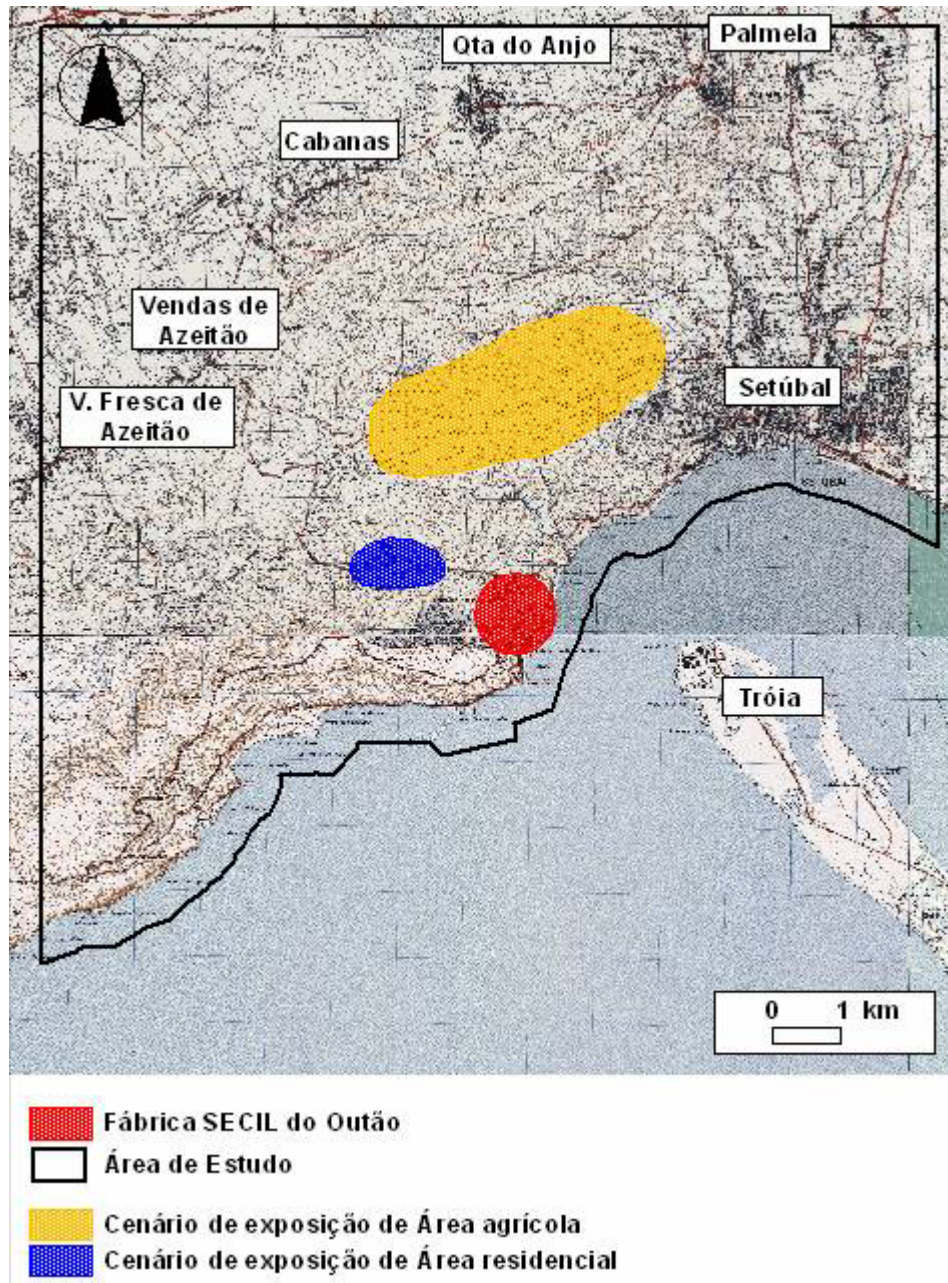 Qta do Anjo
Palmela
Cabanas
Vendas de
Azeitão
V. Fresca de
Azeitão
Setúbal
Tróia
0 1 km
Fábrica SECIL do Outão
Área de Estudo
Cenário de exposição de Área agrícola
Cenário de exposição de Área residencial